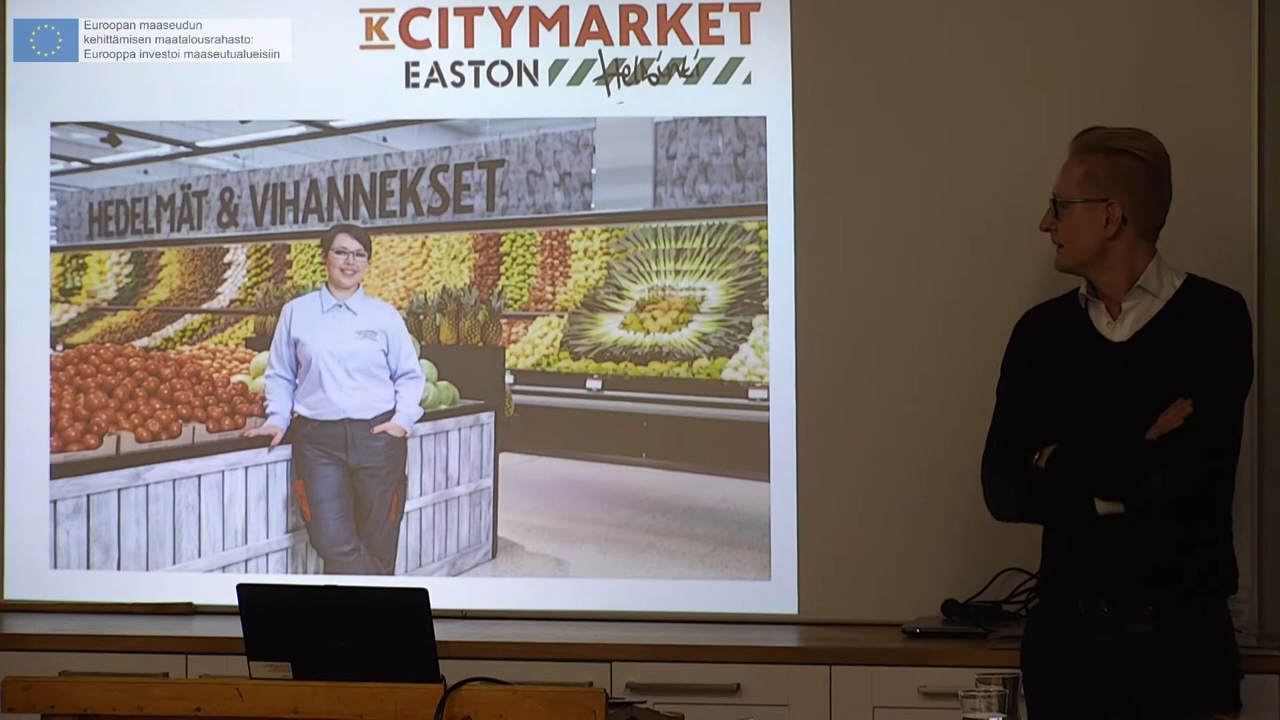 Euroopan maaseudun
kehittämisen maatalousrahasto:
Eurooppa investoi maaseutualueisiin
K CITYMARKET
EASTON Helsinki
HEDELMÄT & VIHANNEKSET